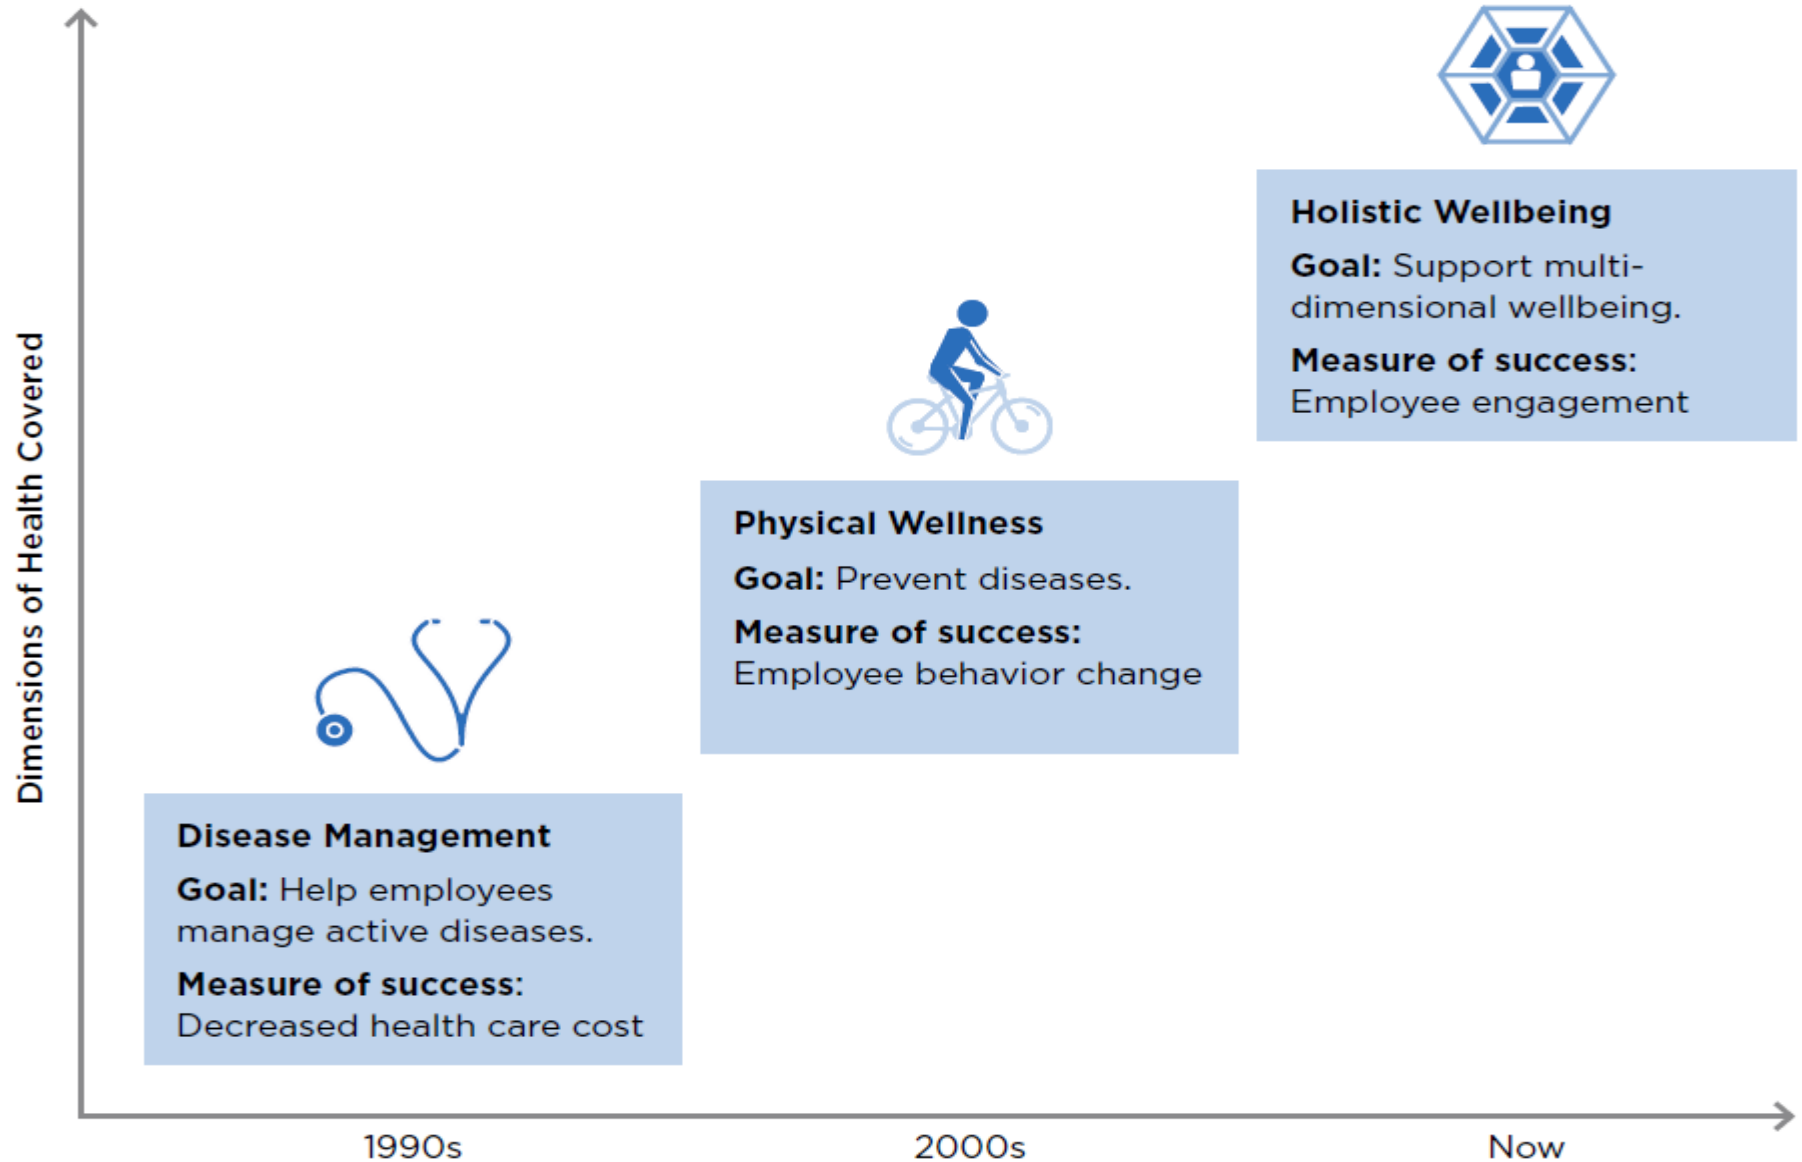 Dimensions of Health Covered
Holistic Wellbeing
Goal: Support multi-
dimensional wellbeing.
Measure of success:
Employee engagement
Physical Wellness
Goal: Prevent diseases.
Measure of success:
Employee behavior change
Disease Management
Goal: Help employees
manage active diseases.
Measure of success:
Decreased health care cost
1990s
2000s
Now